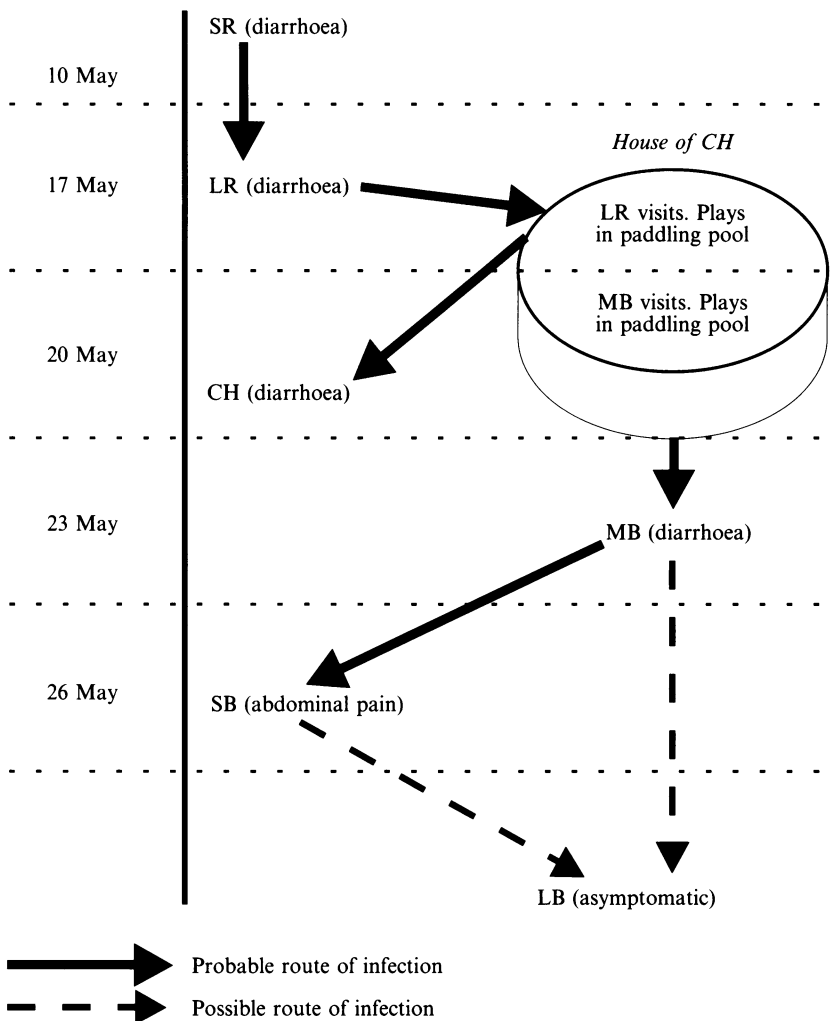 SR (diarrhoea)
10 May
House of CH
17 May
LR (diarrhoea)
LR visits. Plays
in paddling pool
MB visits. Plays
in paddling pool
20 May
CH (diarrhoea)
23 May
MB (diarrhoea)
26 May
SB (abdominal pain)
LB (asymptomatic)
Probable route of infection
Possible route of infection